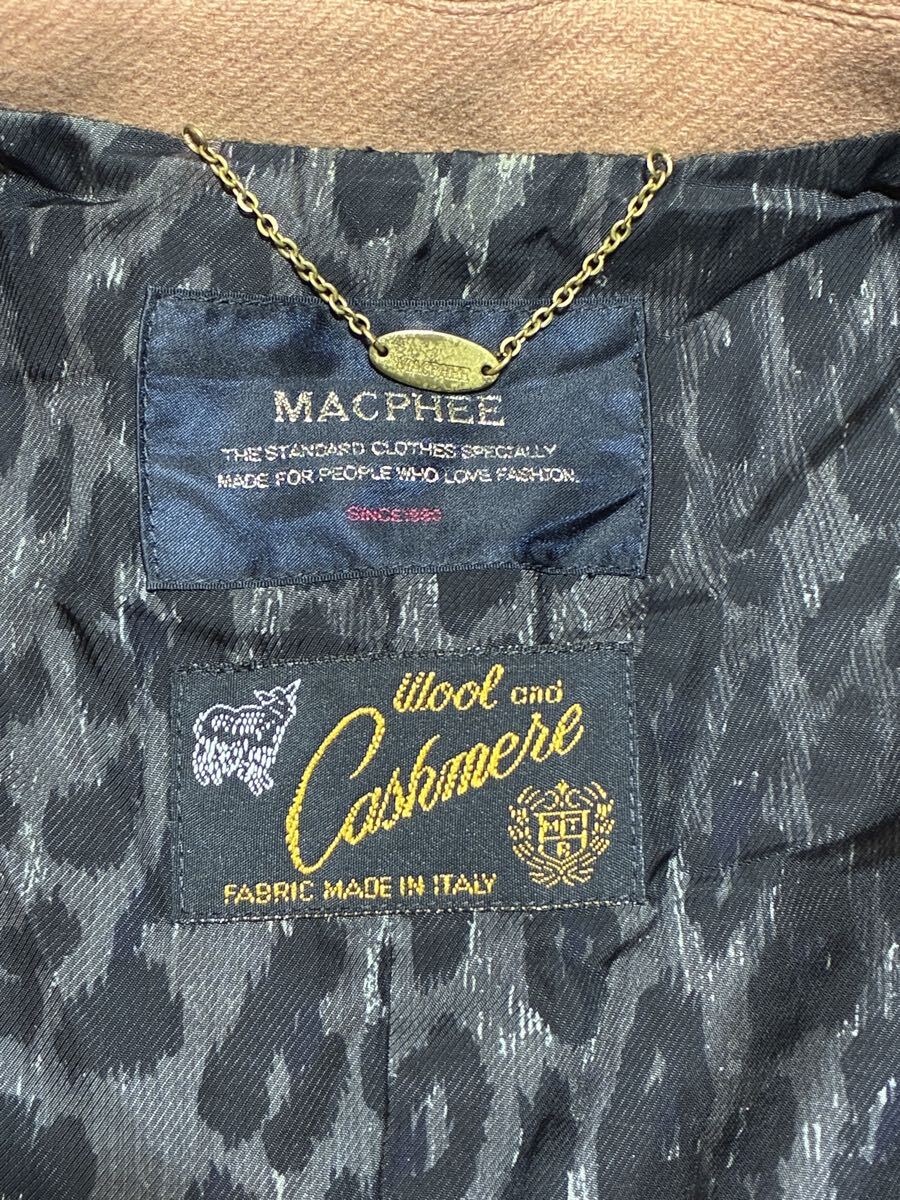 MACPHEE
THE STANDARD CLOTHES SPECIALLY
MADE FOR PEOPLE WHO LOVE FASHION.
Wool and
Cashmere
FABRIC MADE IN ITALY